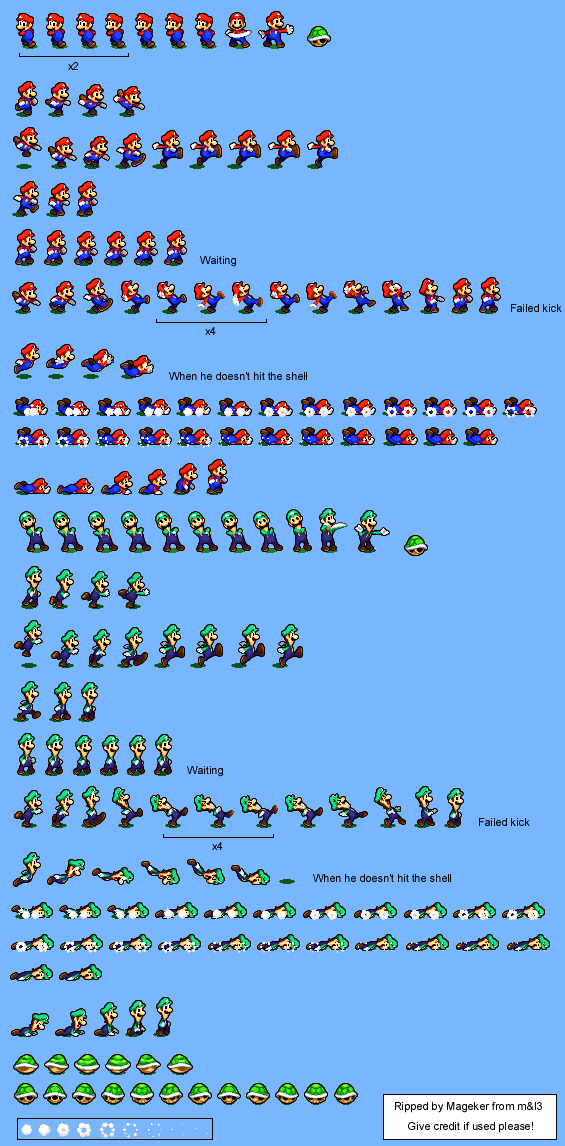 x2
Waiting
Failed kick
x4
When he doesn't hit the shell
Waiting
Failed kick
x4
When he doesn't hit the shell
Ripped by Mageker from m&l3
Give credit if used please!